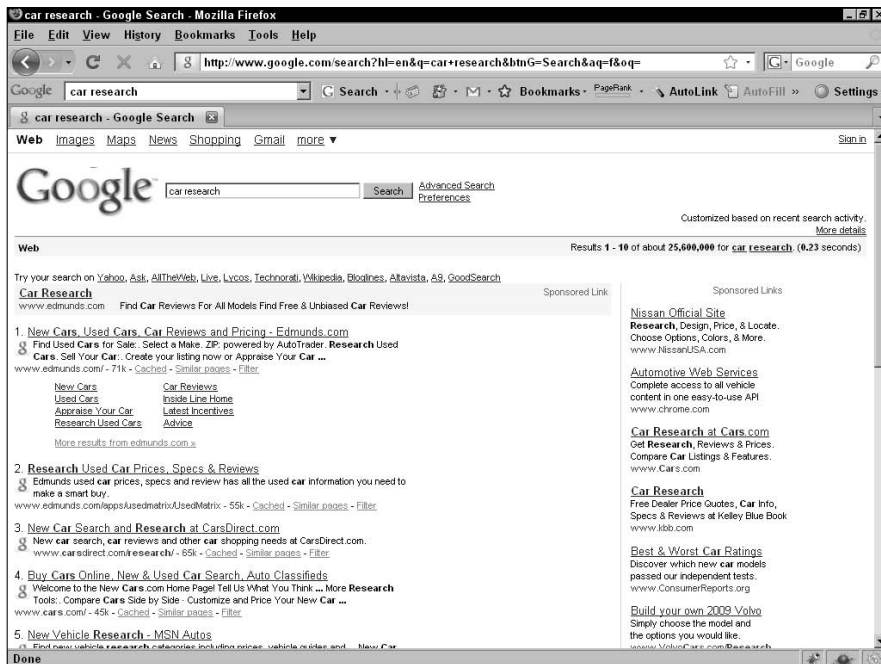 car research - Google Search - Mozilla Firefox
File Edit View History Bookmarks Tools Help
http://www.google.com/search?hl=en&q=car+research&btnG=Search&aq=f&oq= G Google
Google car research G Search Bookmarks PageRank AutoLink AutoFill » Settings
g car research - Google Search
Web Images Maps News Shopping Gmail more ▼ Sign in
Google car research Search Advanced Search
Preferences
Customized based on recent search activity.
More details
Web Results 1 - 10 of about 25,600,000 for car research. (0.23 seconds)
Try your search on Yahoo, Ask, AllTheWeb, Live, Lycos, Technorati, Wikipedia, Bloglines, Altavista, A9, GoodSearch
Car Research Sponsored Link
www.edmunds.com Find Car Reviews For All Models Find Free & Unbiased Car Reviews!
1. New Cars, Used Cars, Car Reviews and Pricing - Edmunds.com
Find Used Cars for Sale:. Select a Make. ZIP: powered by AutoTrader. Research Used
Cars. Sell Your Car:. Create your listing now or Appraise Your Car ...
www.edmunds.com/ - 71k - Cached - Similar pages - Filter
New Cars Car Reviews
Used Cars Inside Line Home
Appraise Your Car Latest Incentives
Research Used Cars Advice
More results from edmunds.com »
2. Research Used Car Prices, Specs & Reviews
Edmunds used car prices, specs and review has all the used car information you need to
make a smart buy.
www.edmunds.com/apps/usedmatrix/UsedMatrix - 55k - Cached - Similar pages - Filter
3. New Car Search and Research at CarsDirect.com
New car search, car reviews and other car shopping needs at CarsDirect.com.
www.carsdirect.com/research/ - 65k - Cached - Similar pages - Filter
4. Buy Cars Online, New & Used Car Search, Auto Classifieds
Welcome to the New Cars.com Home Page! Tell Us What You Think ... More Research
Tools:. Compare Cars Side by Side · Customize and Price Your New Car ...
www.cars.com/ - 45k - Cached - Similar pages - Filter
5. New Vehicle Research - MSN Autos
Find new vehicle research categories including prices, vehicle guides and ... New Car
Sponsored Links
Nissan Official Site
Research, Design, Price, & Locate.
Choose Options, Colors, & More.
www.NissanUSA.com
Automotive Web Services
Complete access to all vehicle
content in one easy-to-use API
www.chrome.com
Car Research at Cars.com
Get Research, Reviews & Prices.
Compare Car Listings & Features.
www.Cars.com
Car Research
Free Dealer Price Quotes, Car Info,
Specs & Reviews at Kelley Blue Book
www.kbb.com
Best & Worst Car Ratings
Discover which new car models
passed our independent tests.
www.ConsumerReports.org
Build your own 2009 Volvo
Simply choose the model and
the options you would like.
www.VolvoCars.com/Research
Done